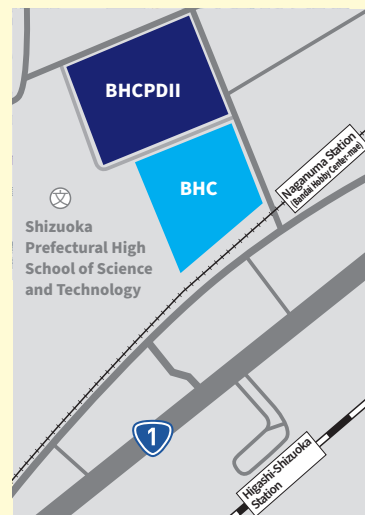 BHCPDII
BHC
Naganuma Station
(Bandai Hobby Center-mae)
文
Shizuoka
Prefectural High
School of Science
and Technology
1
Higashi-Shizuoka
Station